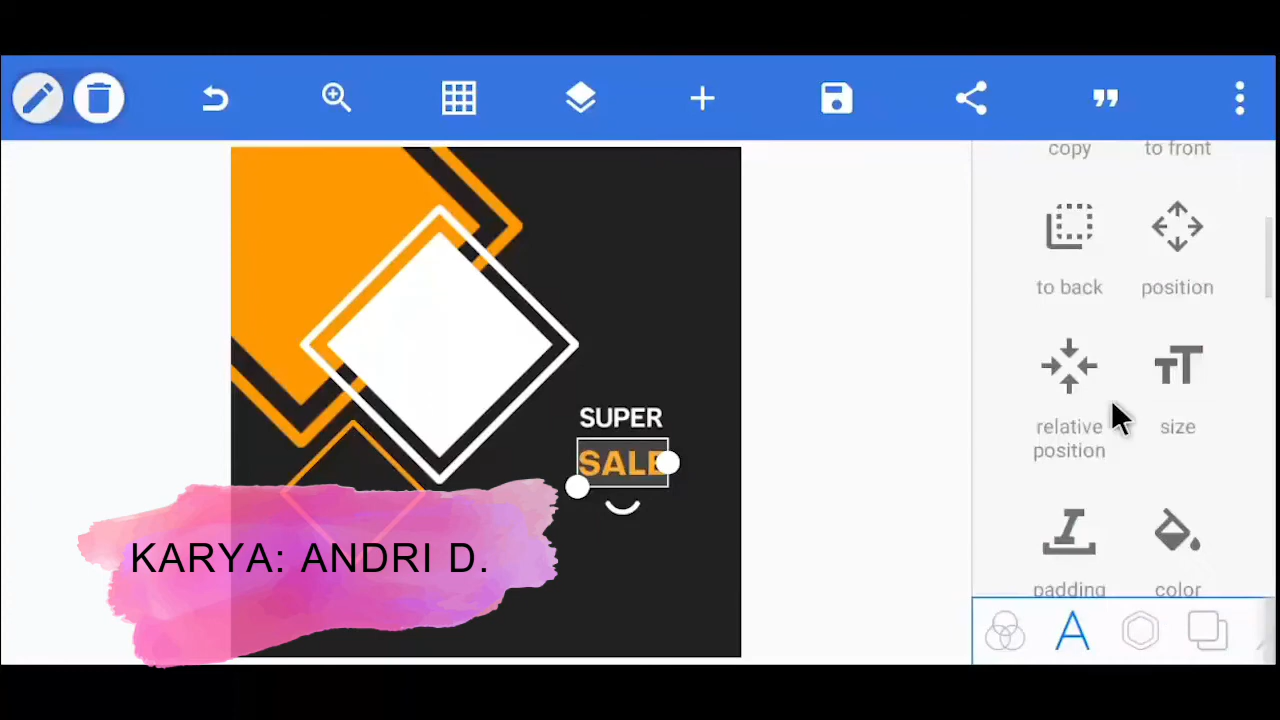 copy
to front
to back
position
relative
position
size
padding
color
SUPER
SALE
KARYA: ANDRI D.